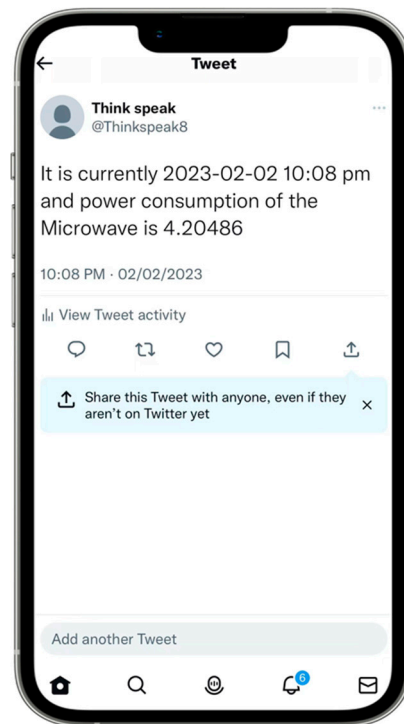 Tweet
Think speak
@Thinkspeak8
It is currently 2023-02-02 10:08 pm
and power consumption of the
Microwave is 4.20486
10:08 PM · 02/02/2023
View Tweet activity
Share this Tweet with anyone, even if they
aren't on Twitter yet
Add another Tweet
6